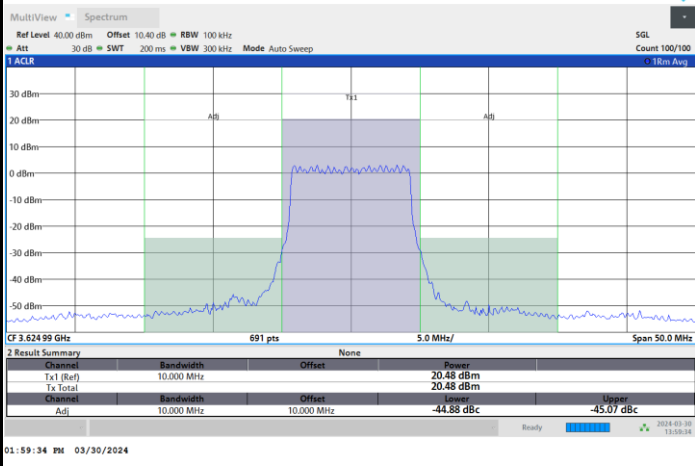 MultiView Spectrum
Ref Level 40.00 dBm Offset 10.40 dB RBW 100 kHz SGL
Att 30 dB SWT 200 ms VBW 300 kHz Mode Auto Sweep Count 100/100
1 ACLR 1Rm Avg
30 dBm
Tx1
20 dBm
Adj Adj
10 dBm
0 dBm
-10 dBm
-20 dBm
-30 dBm
-40 dBm
-50 dBm
CF 3.624 99 GHz 691 pts 5.0 MHz/ Span 50.0 MHz
2 Result Summary None
Channel Bandwidth Offset Power
Tx1 (Ref) 10.000 MHz 20.48 dBm
Tx Total 20.48 dBm
Channel Bandwidth Offset Lower Upper
Adj 10.000 MHz 10.000 MHz -44.88 dBc -45.07 dBc
Ready 2024-03-30
13:59:34
01:59:34 PM 03/30/2024